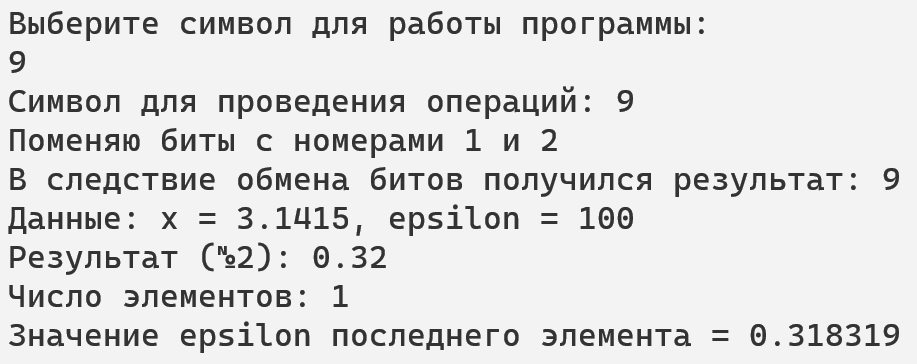 Выберите символ для работы программы:
9
Символ для проведения операций: 9
Поменяю биты с номерами 1 и 2
В следствие обмена битов получился результат: 9
Данные: x = 3.1415, epsilon = 100
Результат (№2): 0.32
Число элементов: 1
Значение epsilon последнего элемента = 0.318319